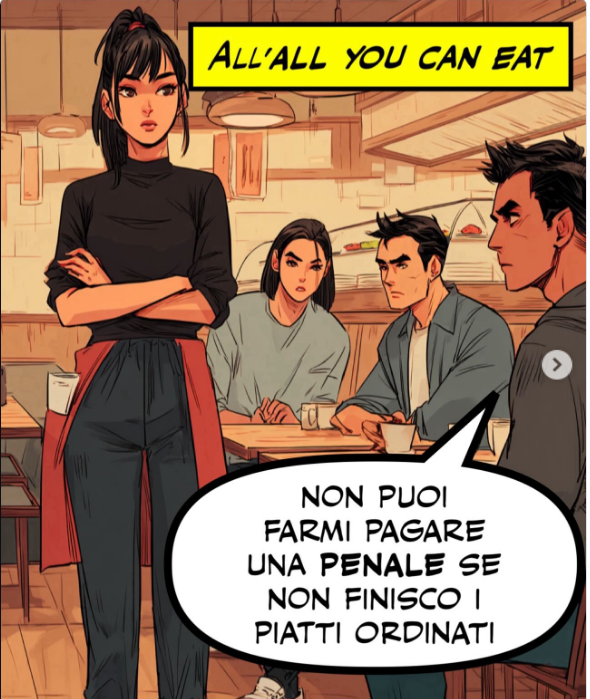 ALL'ALL YOU CAN EAT
NON PUOI
FARMI PAGARE
UNA PENALE SE
NON FINISCO I
PIATTI ORDINATI